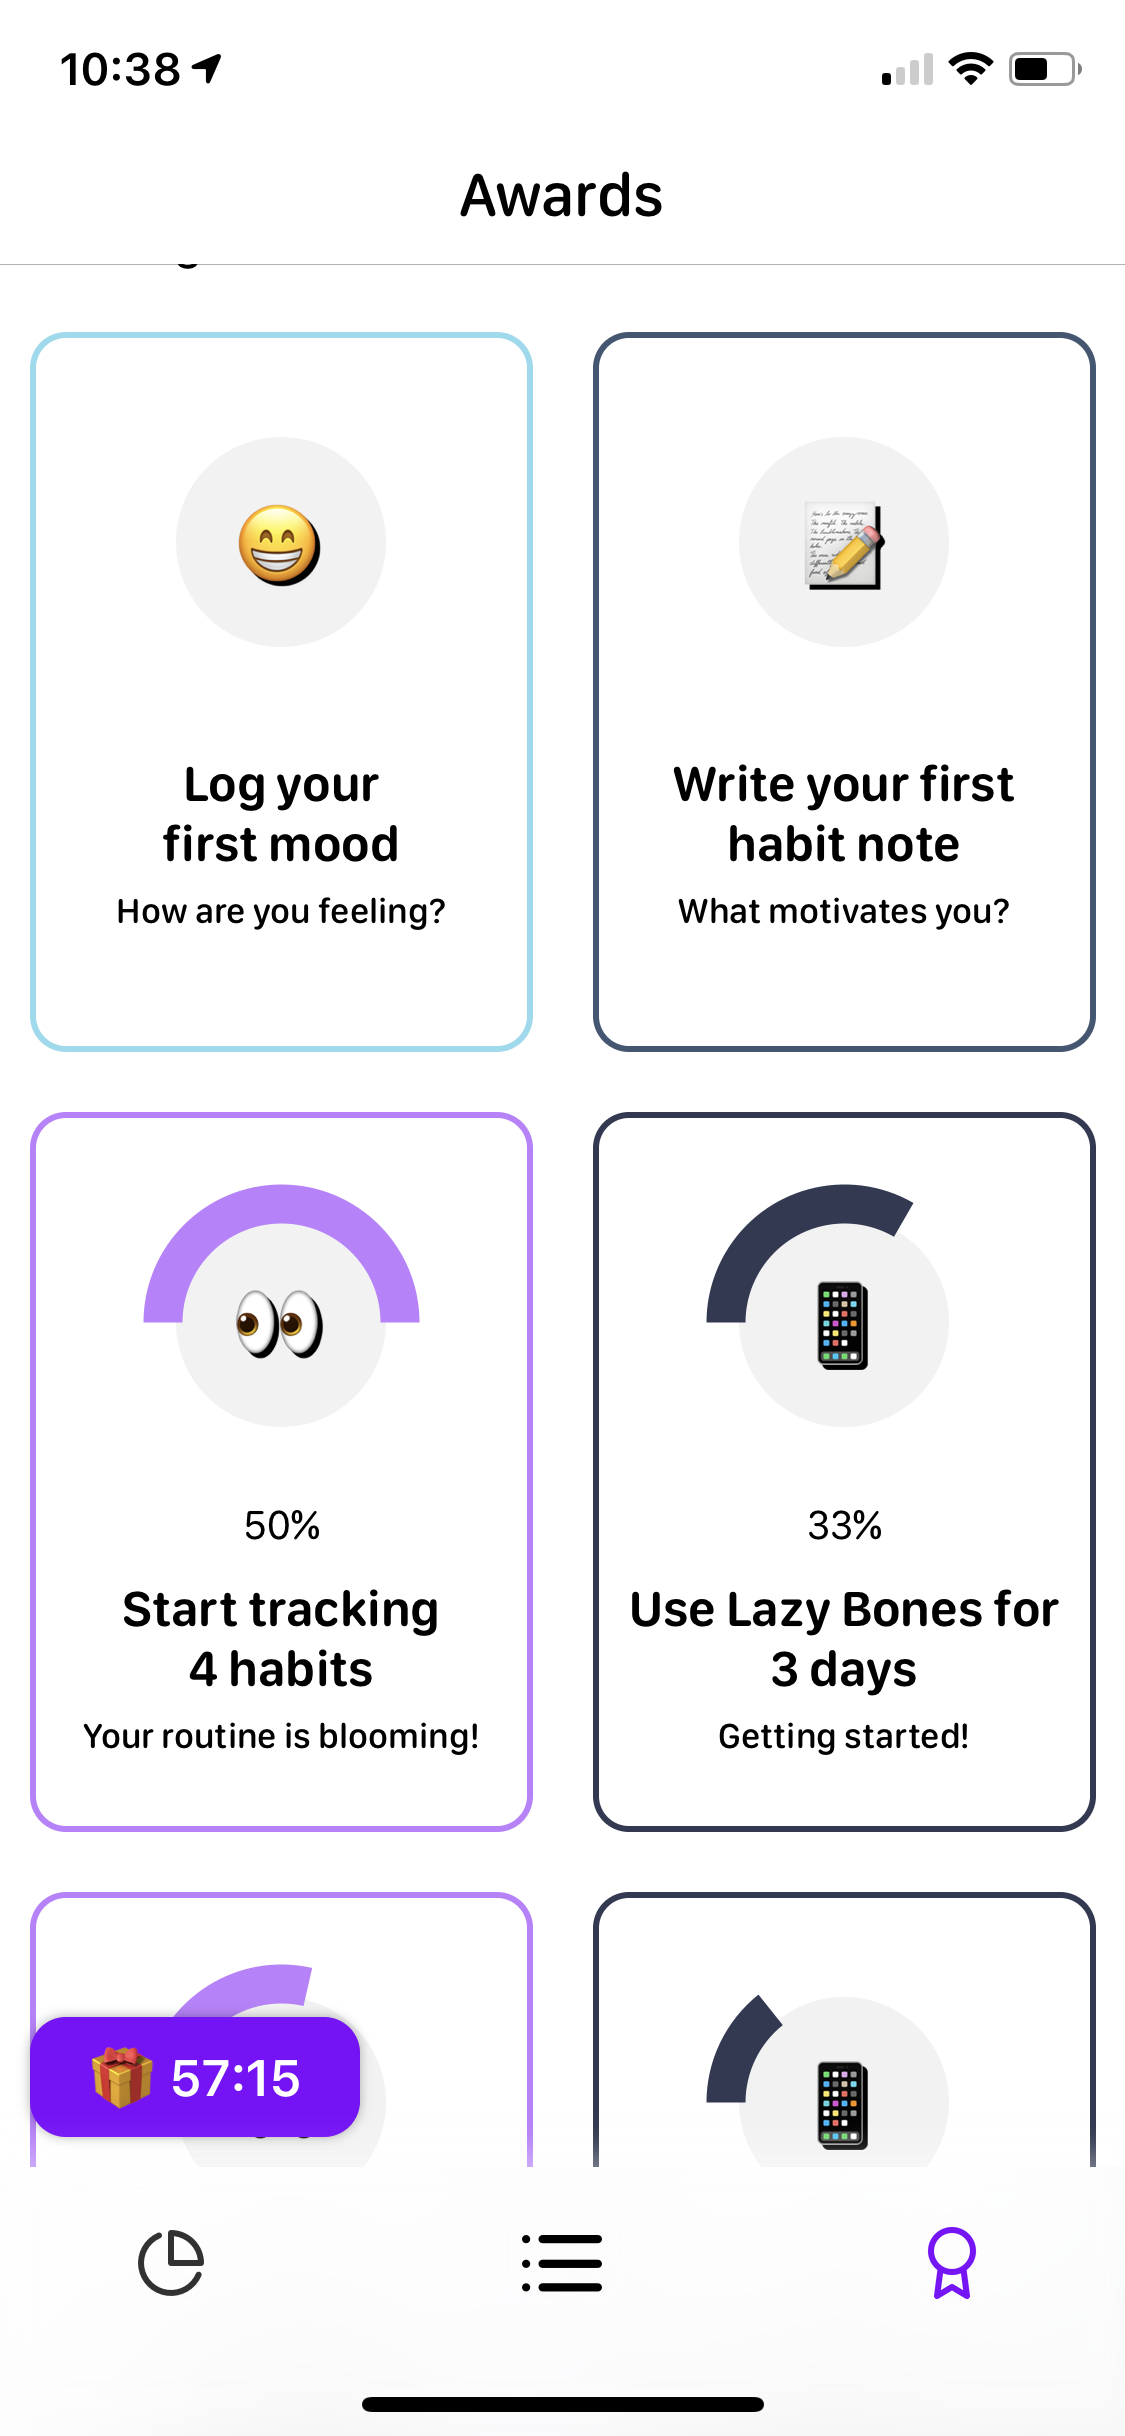 10:38
Awards
Log your
first mood
How are you feeling?
Write your first
habit note
What motivates you?
50%
Start tracking
4 habits
Your routine is blooming!
33%
Use Lazy Bones for
3 days
Getting started!
57:15